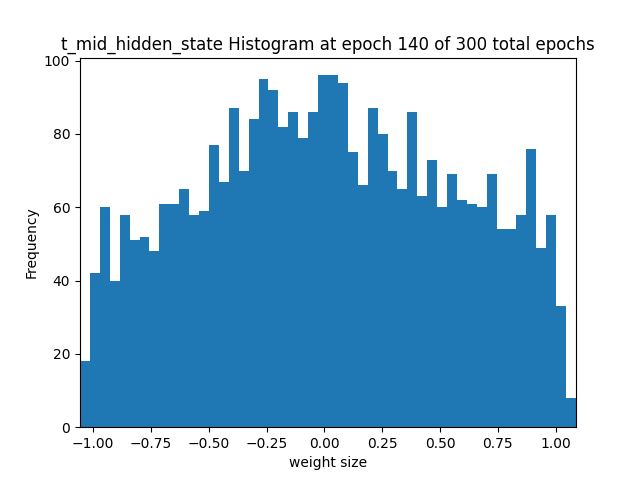 t_mid_hidden_state Histogram at epoch 140 of 300 total epochs
100
80
60
40
20
0
Frequency
−1.00 −0.75 −0.50 −0.25 0.00 0.25 0.50 0.75 1.00
weight size